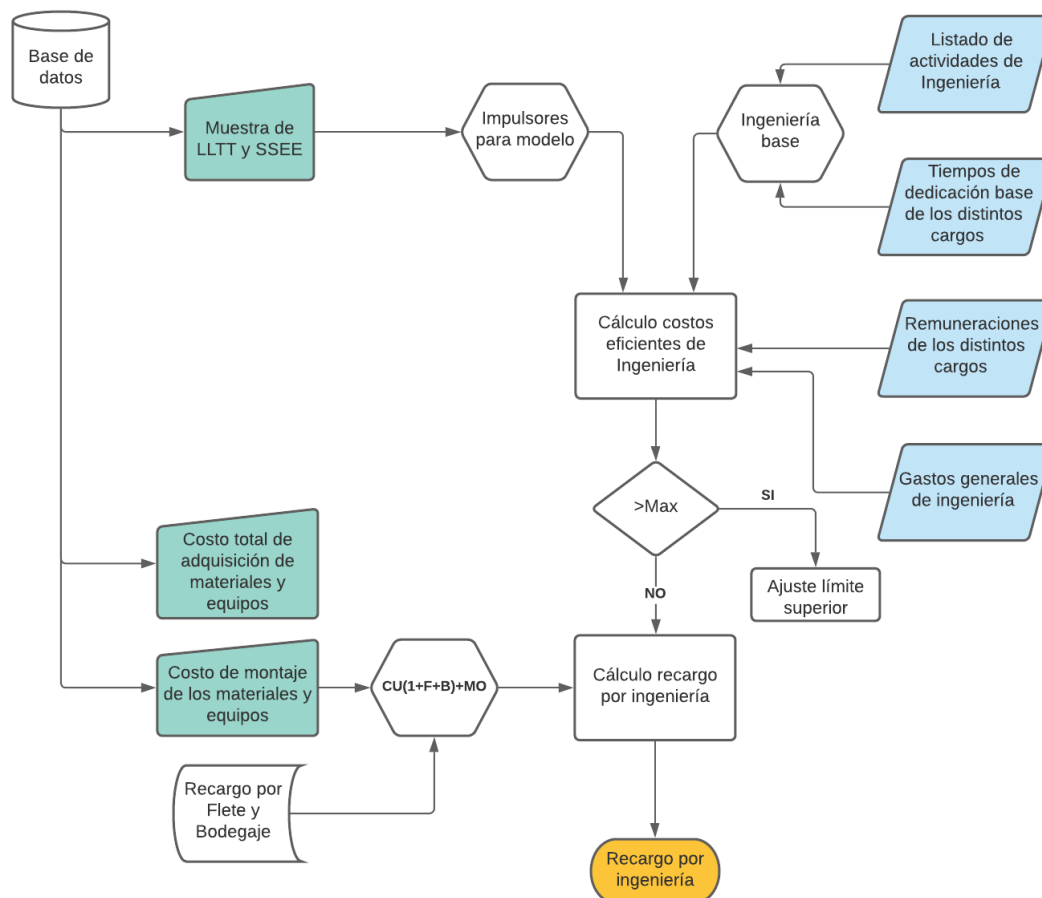 Base de
datos
Listado de
actividades de
Ingeniería
Muestra de
LLTT y SSEE
Impulsores
para modelo
Ingeniería
base
Tiempos de
dedicación base
de los distintos
cargos
Cálculo costos
eficientes de
Ingeniería
Remuneraciones
de los distintos
cargos
Gastos generales
de ingeniería
>Max
SI
NO
Ajuste límite
superior
Costo total de
adquisición de
materiales y
equipos
Costo de montaje
de los materiales y
equipos
CU(1+F+B)+MO
Cálculo recargo
por ingeniería
Recargo por
Flete y
Bodegaje
Recargo por
ingeniería